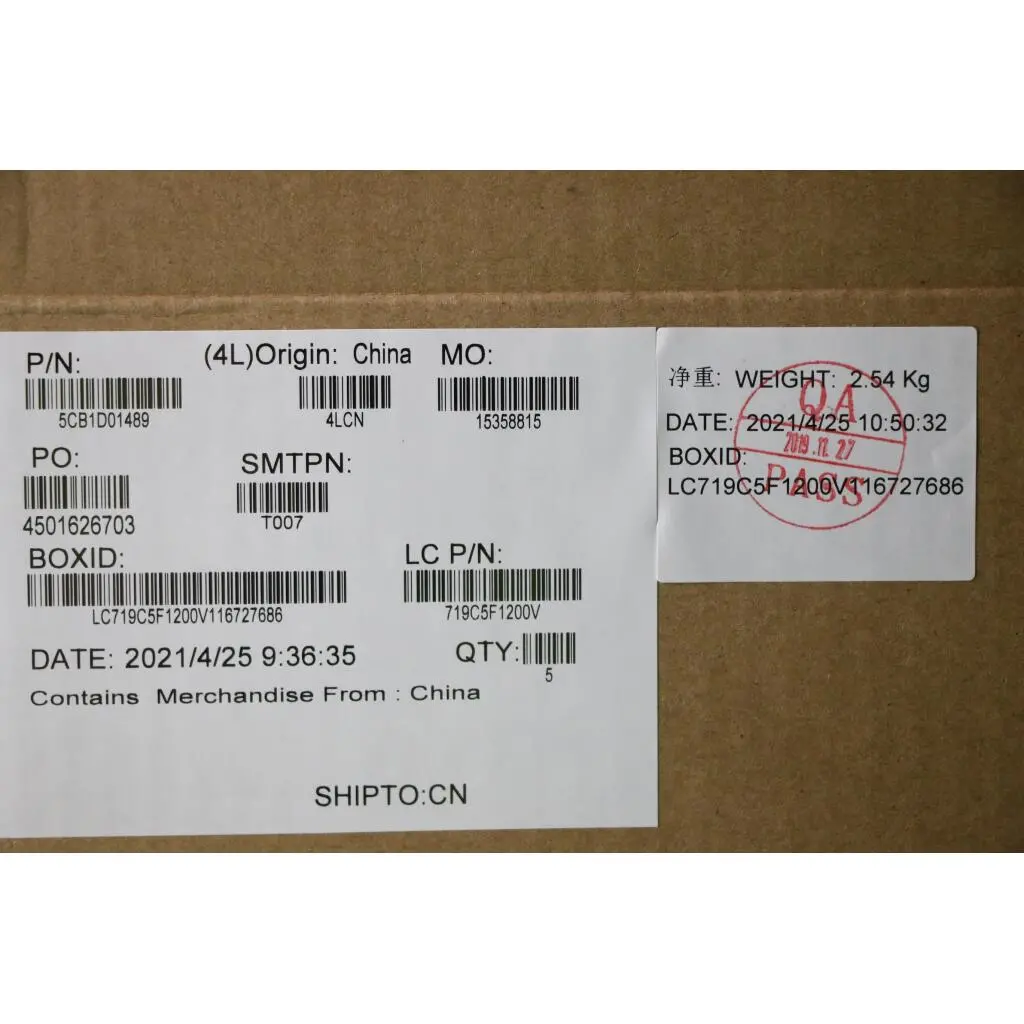 P/N: (4L)Origin: China MO:
5CB1D01489 4LCN 15358815
PO: SMTPN:
4501626703 T007
BOXID: LC P/N:
LC719C5F1200V116727686 719C5F1200V
DATE: 2021/4/25 9:36:35 QTY:
5
Contains Merchandise From : China
SHIPTO:CN
净重: WEIGHT: 2.54 Kg
DATE: 2021/4/25 10:50:32
BOXID:
LC719C5F1200V116727686
QA
2019.11.27
PASS